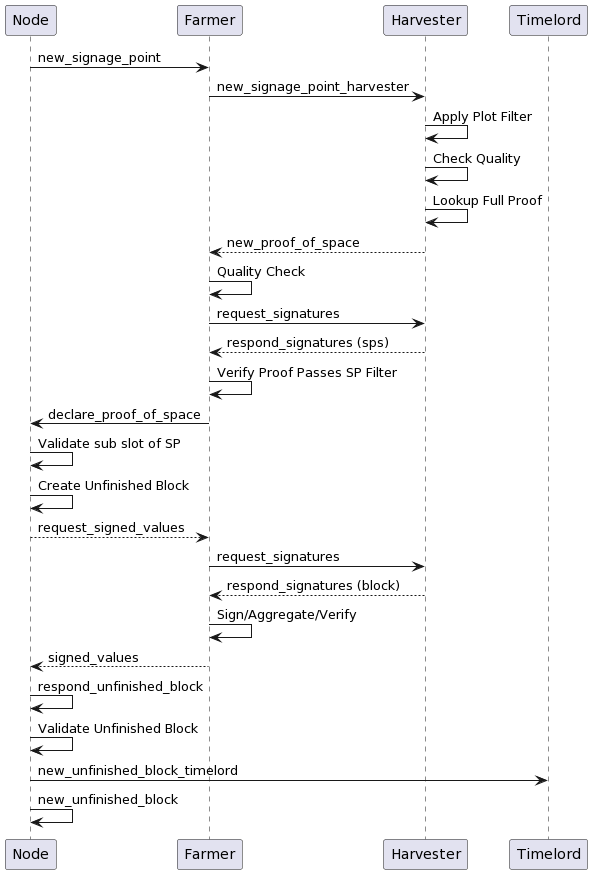 Node Farmer Harvester Timelord
new_signage_point
new_signage_point_harvester
Apply Plot Filter
Check Quality
Lookup Full Proof
new_proof_of_space
Quality Check
request_signatures
respond_signatures (sps)
Verify Proof Passes SP Filter
declare_proof_of_space
Validate sub slot of SP
Create Unfinished Block
request_signed_values
request_signatures
respond_signatures (block)
Sign/Aggregate/Verify
signed_values
respond_unfinished_block
Validate Unfinished Block
new_unfinished_block_timelord
new_unfinished_block
Node Farmer Harvester Timelord